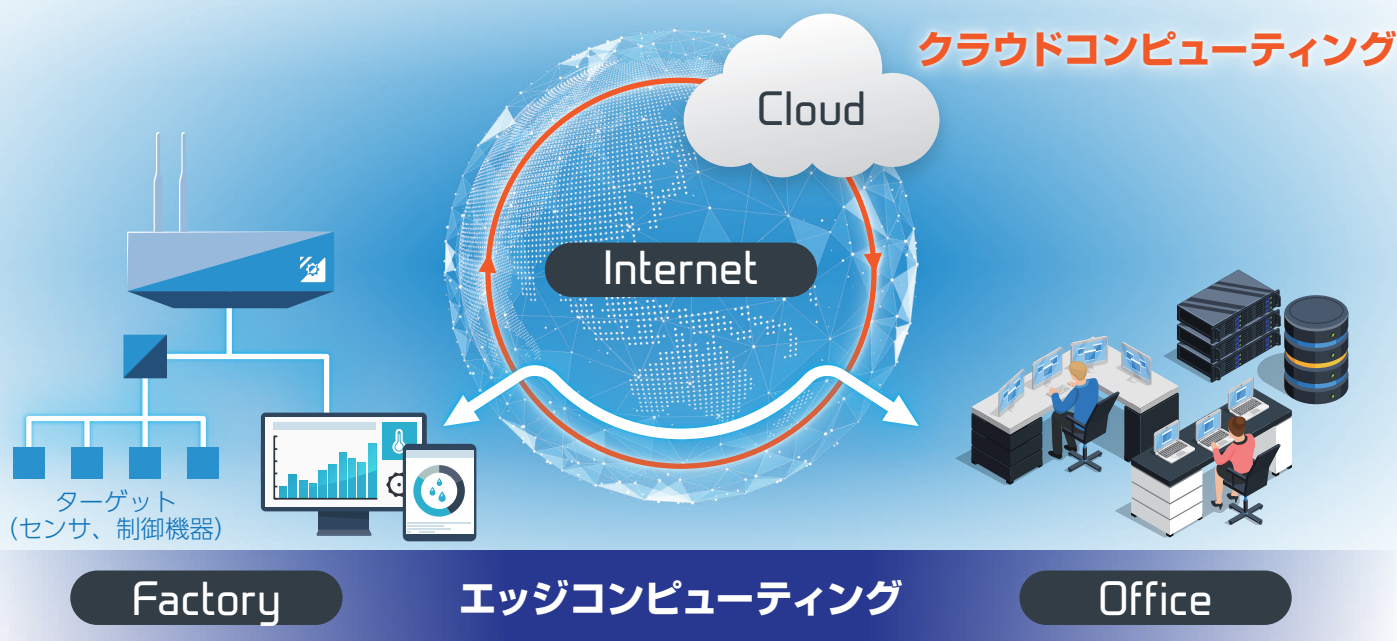 クラウドコンピューティング
Cloud
Internet
ターゲット
(センサ、制御機器)
Factory
エッジコンピューティング
Office